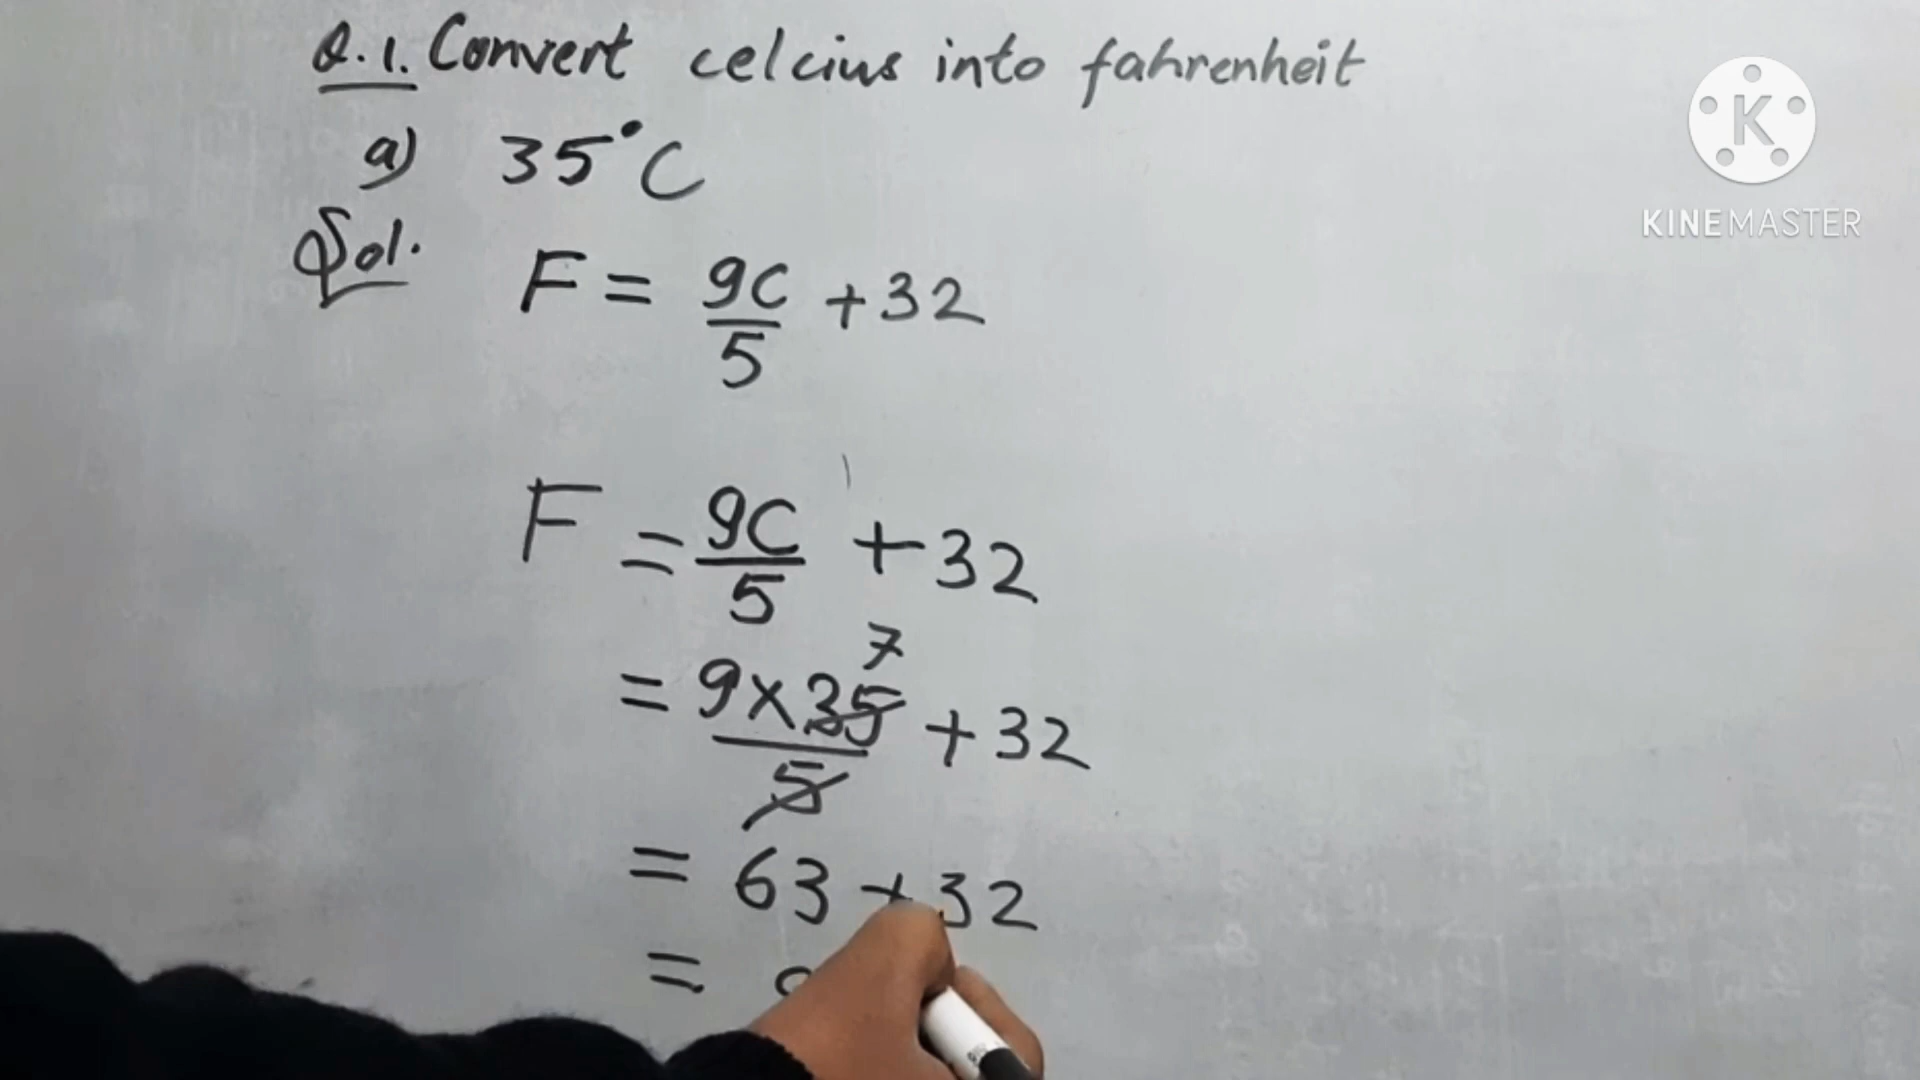 Q.1. Convert celcius into fahrenheit
a) 35°C
Sol.
F = 9C/5 + 32
F = 9C/5 + 32
7
= 9×35/5 + 32
= 63 + 32
=
K
KINEMASTER